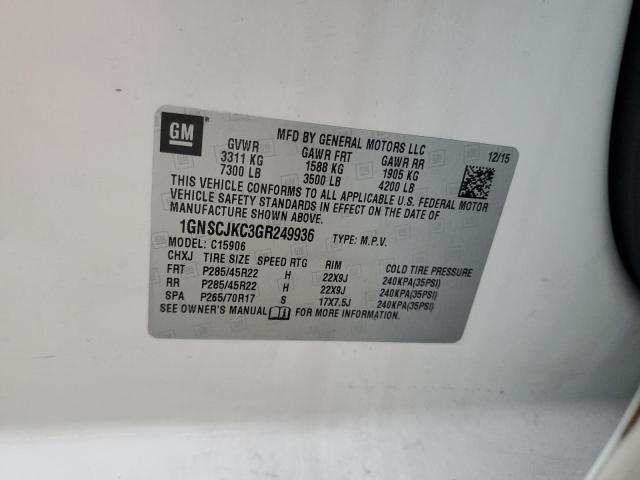 GM
MFD BY GENERAL MOTORS LLC
12/15
GVWR GAWR FRT GAWR RR
3311 KG 1588 KG 1905 KG
7300 LB 3500 LB 4200 LB
THIS VEHICLE CONFORMS TO ALL APPLICABLE U.S. FEDERAL MOTOR
VEHICLE SAFETY STANDARDS IN EFFECT ON THE DATE OF
MANUFACTURE SHOWN ABOVE.
1GNSCJKC3GR249936 TYPE: M.P.V.
MODEL: C15906
CHXJ TIRE SIZE SPEED RTG RIM COLD TIRE PRESSURE
FRT P285/45R22 H 22X9J 240KPA(35PSI)
RR P285/45R22 H 22X9J 240KPA(35PSI)
SPA P265/70R17 S 17X7.5J 240KPA(35PSI)
SEE OWNER'S MANUAL FOR MORE INFORMATION.